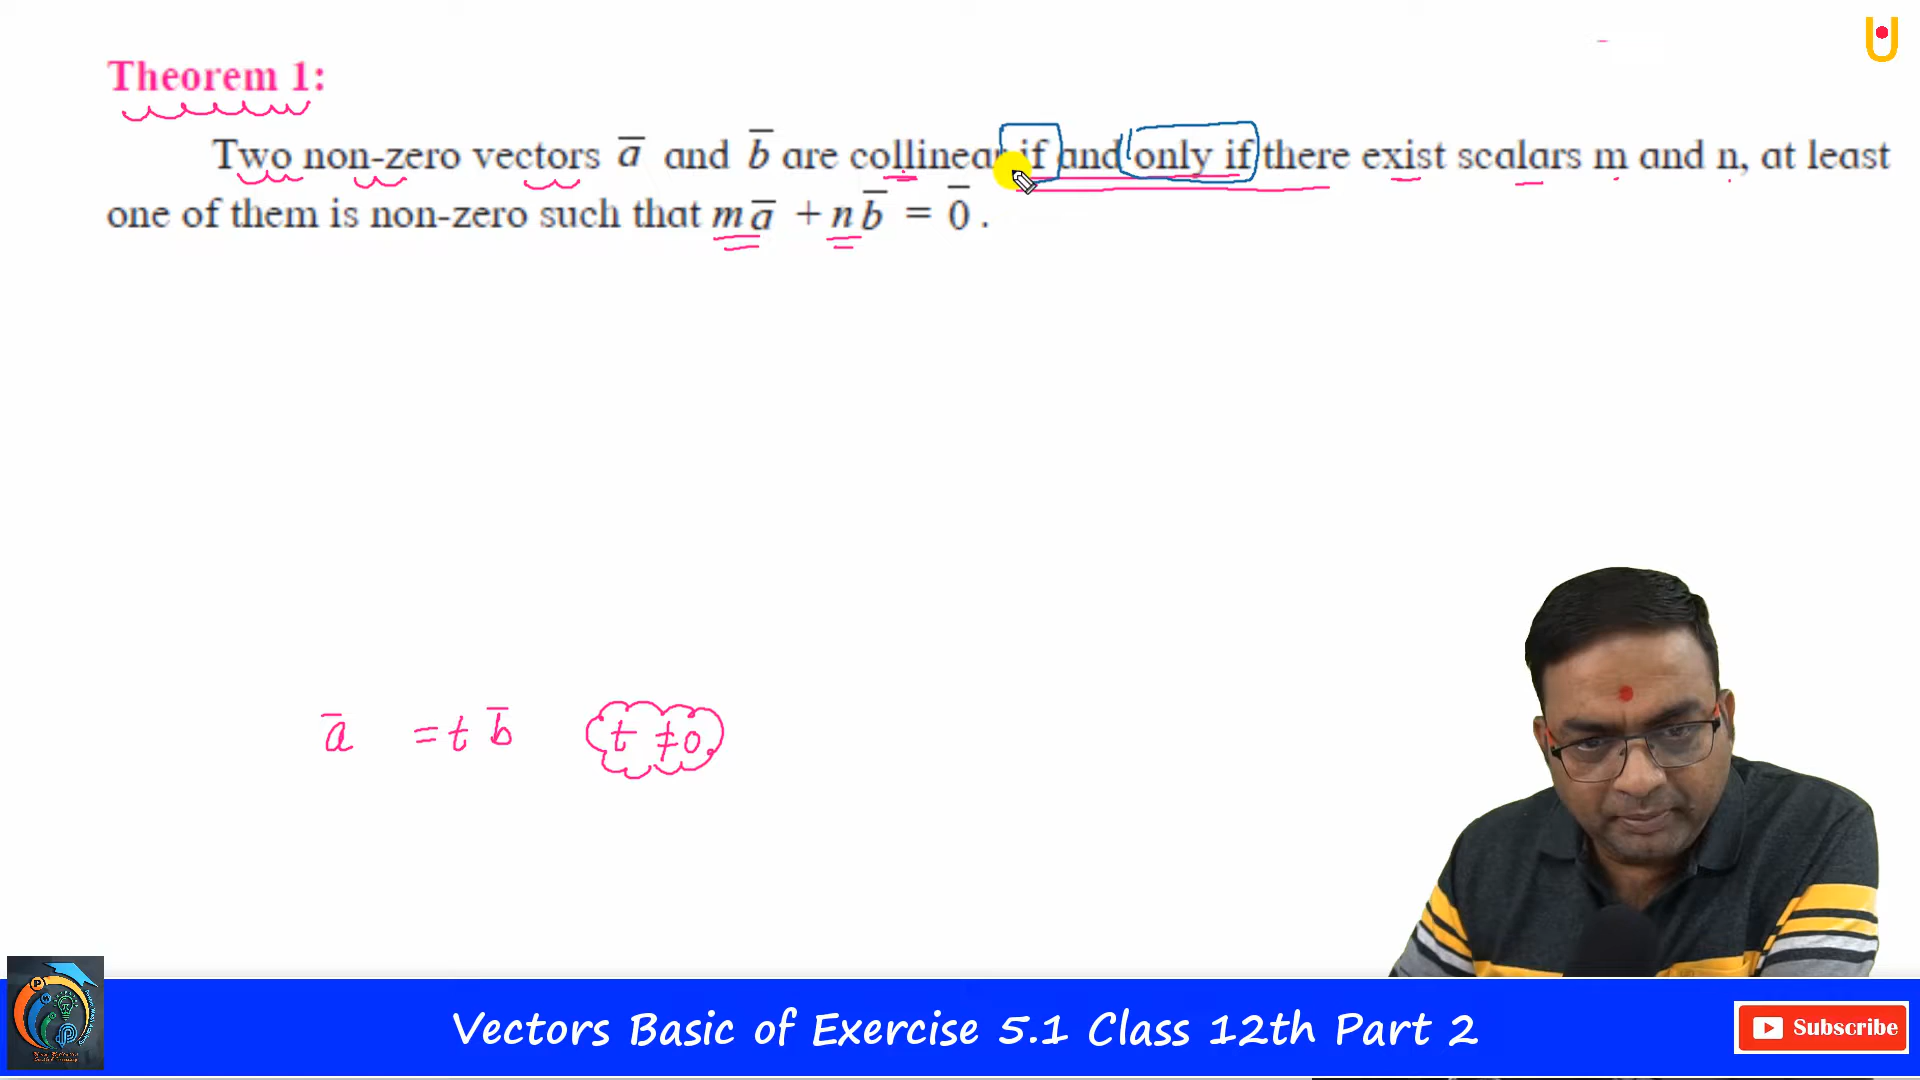 Theorem 1:
Two non-zero vectors a̅ and b̅ are collinear if and only if there exist scalars m and n, at least
one of them is non-zero such that m a̅ + n b̅ = 0̅ .
a̅ = t b̅ t ≠ 0
Vectors Basic of Exercise 5.1 Class 12th Part 2
Subscribe